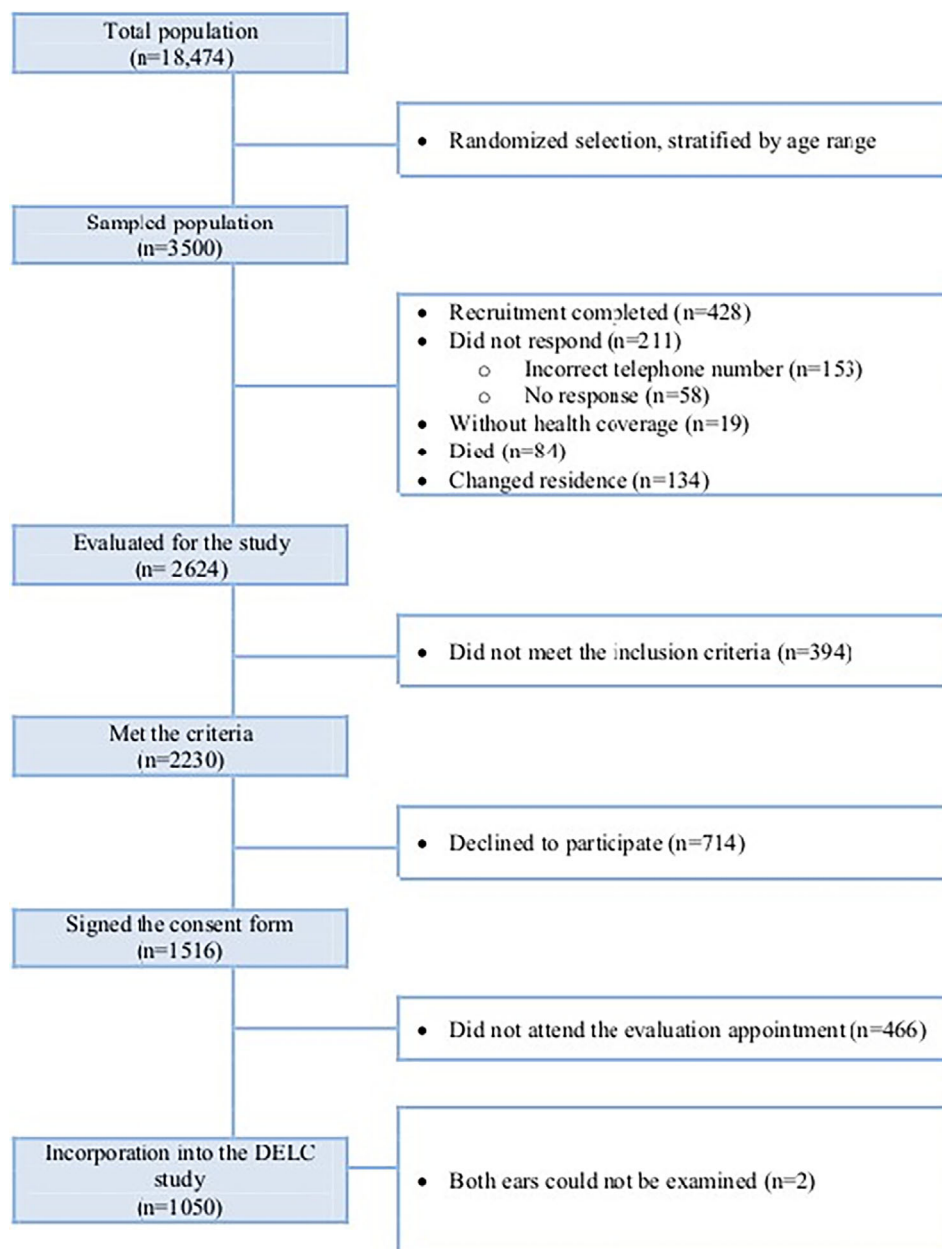 Total population
(n=18,474)
• Randomized selection, stratified by age range
Sampled population
(n=3500)
• Recruitment completed (n=428)
• Did not respond (n=211)
o Incorrect telephone number (n=153)
o No response (n=58)
• Without health coverage (n=19)
• Died (n=84)
• Changed residence (n=134)
Evaluated for the study
(n= 2624)
• Did not meet the inclusion criteria (n=394)
Met the criteria
(n=2230)
• Declined to participate (n=714)
Signed the consent form
(n=1516)
• Did not attend the evaluation appointment (n=466)
Incorporation into the DELC
study
(n=1050)
• Both ears could not be examined (n=2)